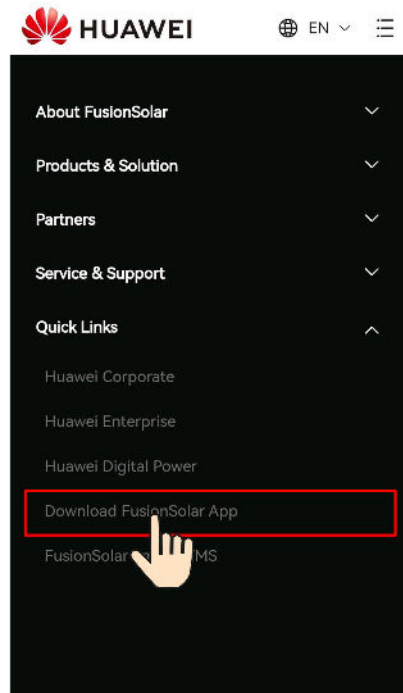 HUAWEI EN
About FusionSolar
Products & Solution
Partners
Service & Support
Quick Links
Huawei Corporate
Huawei Enterprise
Huawei Digital Power
Download FusionSolar App
FusionSolar MS